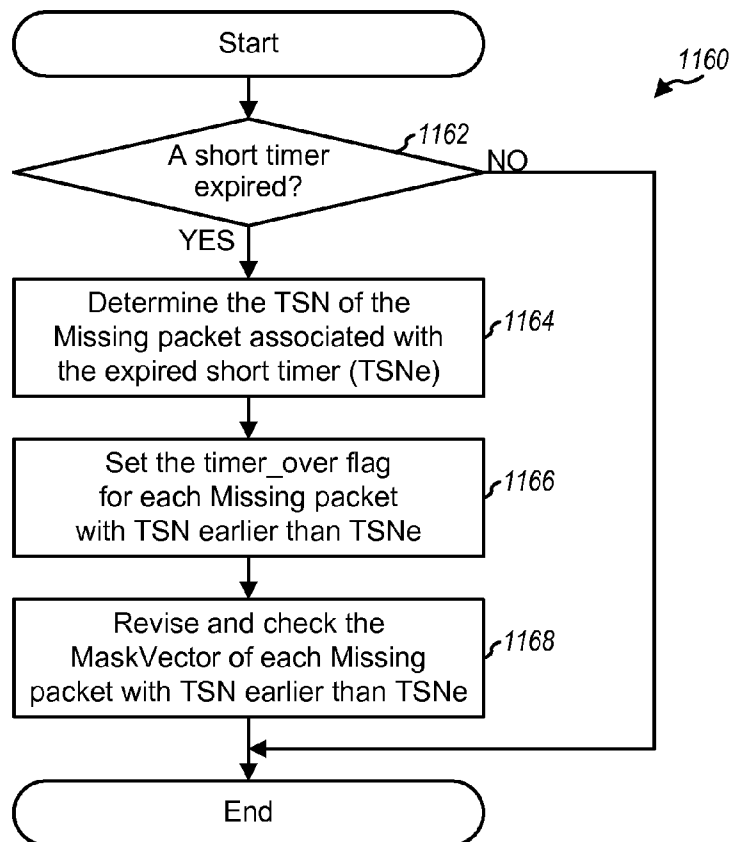 Start
1160
1162
A short timer
expired?
NO
YES
Determine the TSN of the
Missing packet associated with
the expired short timer (TSNe)
1164
Set the timer_over flag
for each Missing packet
with TSN earlier than TSNe
1166
Revise and check the
MaskVector of each Missing
packet with TSN earlier than TSNe
1168
End